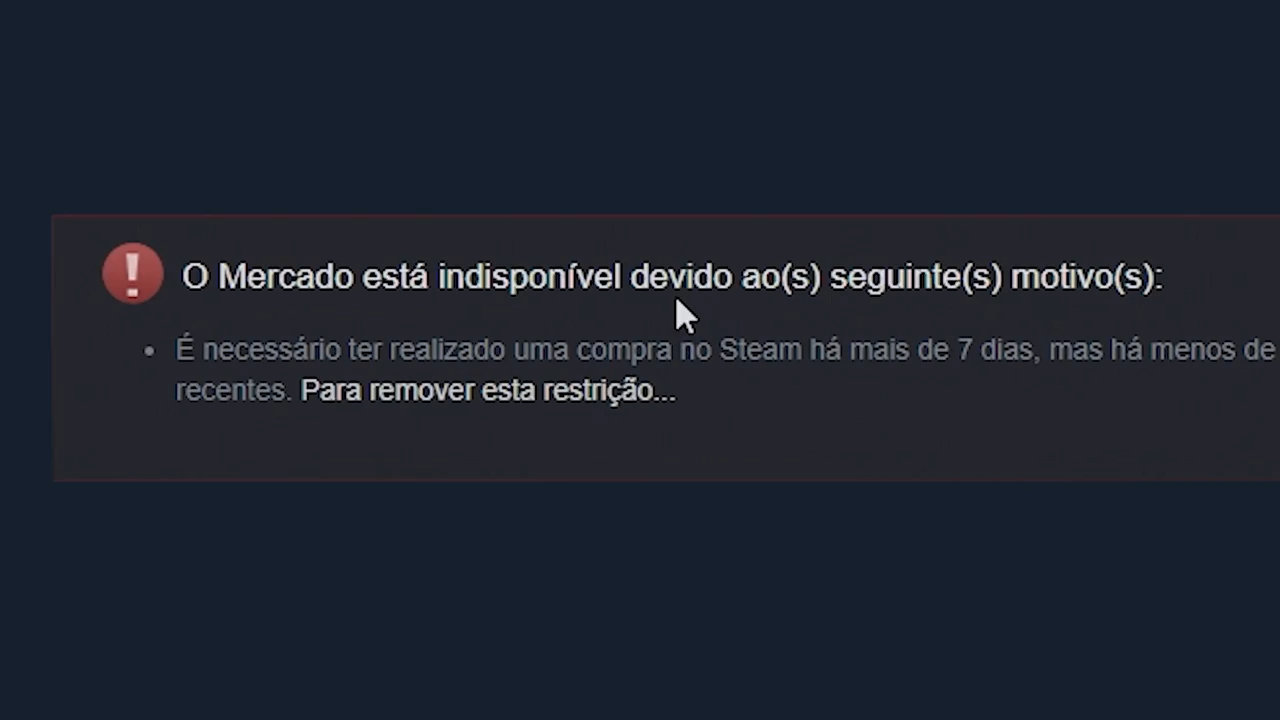 O Mercado está indisponível devido ao(s) seguinte(s) motivo(s):
• É necessário ter realizado uma compra no Steam há mais de 7 dias, mas há menos de
recentes. Para remover esta restrição...